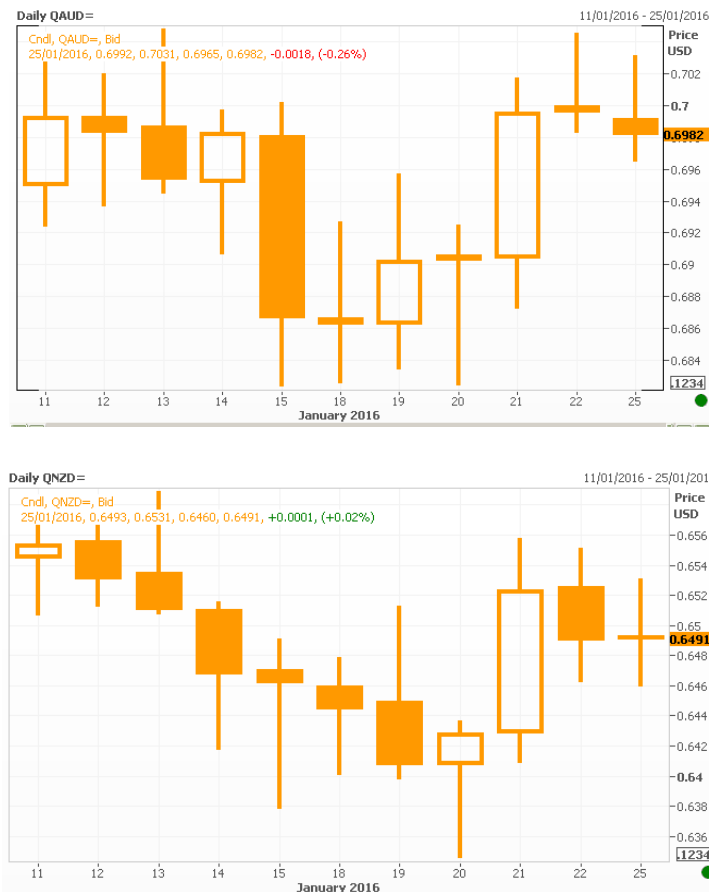 Daily QAUD= 11/01/2016 - 25/01/2016
Price
Cndl, QAUD=, Bid
USD
25/01/2016, 0.6992, 0.7031, 0.6965, 0.6982, -0.0018, (-0.26%)
0.702
0.7
0.6982
0.696
0.694
0.692
0.69
0.688
0.686
0.684
.1234
11 12 13 14 15 18 19 20 21 22 25
January 2016
Daily QNZD= 11/01/2016 - 25/01/201
Price
Cndl, QNZD=, Bid
USD
25/01/2016, 0.6493, 0.6531, 0.6460, 0.6491, +0.0001, (+0.02%)
0.656
0.654
0.652
0.65
0.6491
0.648
0.646
0.644
0.642
0.64
0.638
0.636
.1234
11 12 13 14 15 18 19 20 21 22 25
January 2016